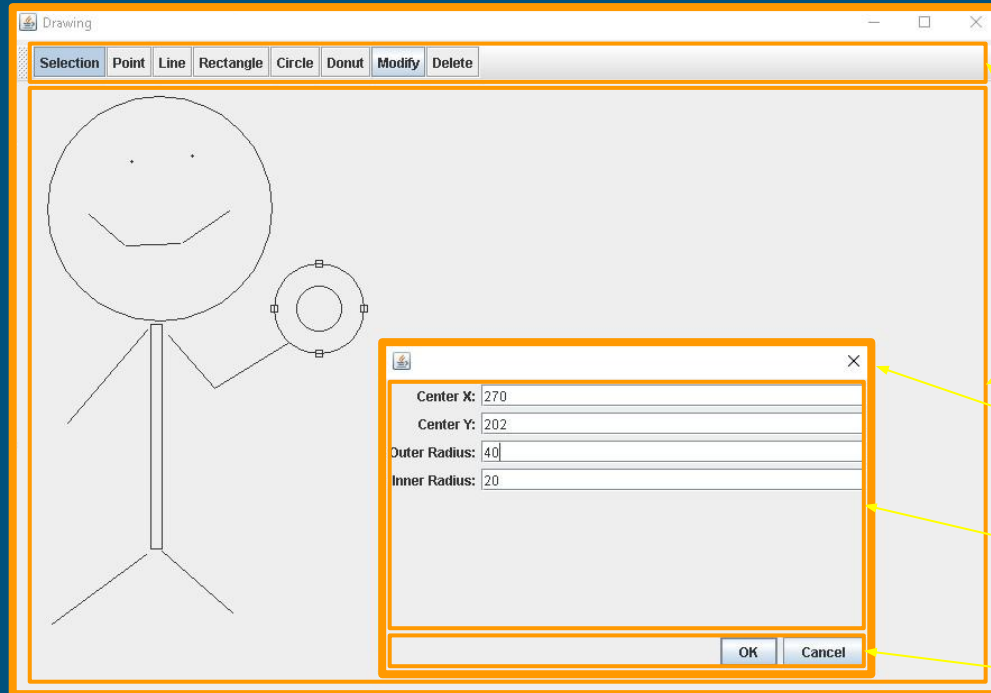 Drawing
Selection Point Line Rectangle Circle Donut Modify Delete
Center X: 270
Center Y: 202
Outer Radius: 40
Inner Radius: 20
OK Cancel